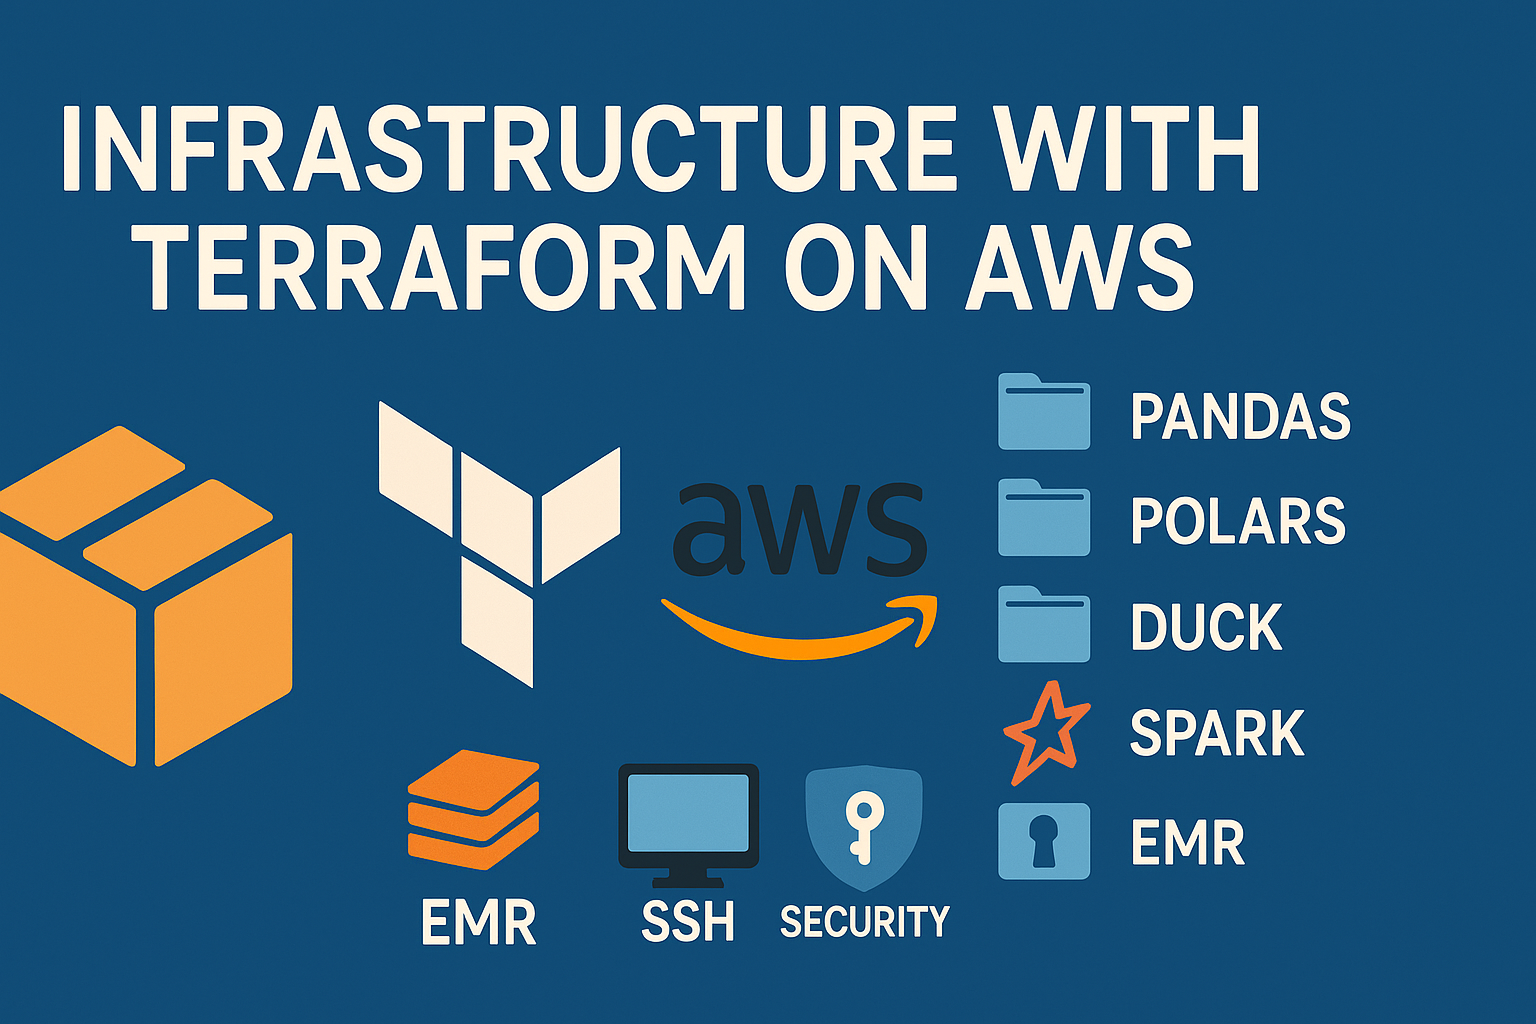 INFRASTRUCTURE WITH
TERRAFORM ON AWS
aws
PANDAS
POLARS
DUCK
SPARK
EMR
EMR
SSH
SECURITY